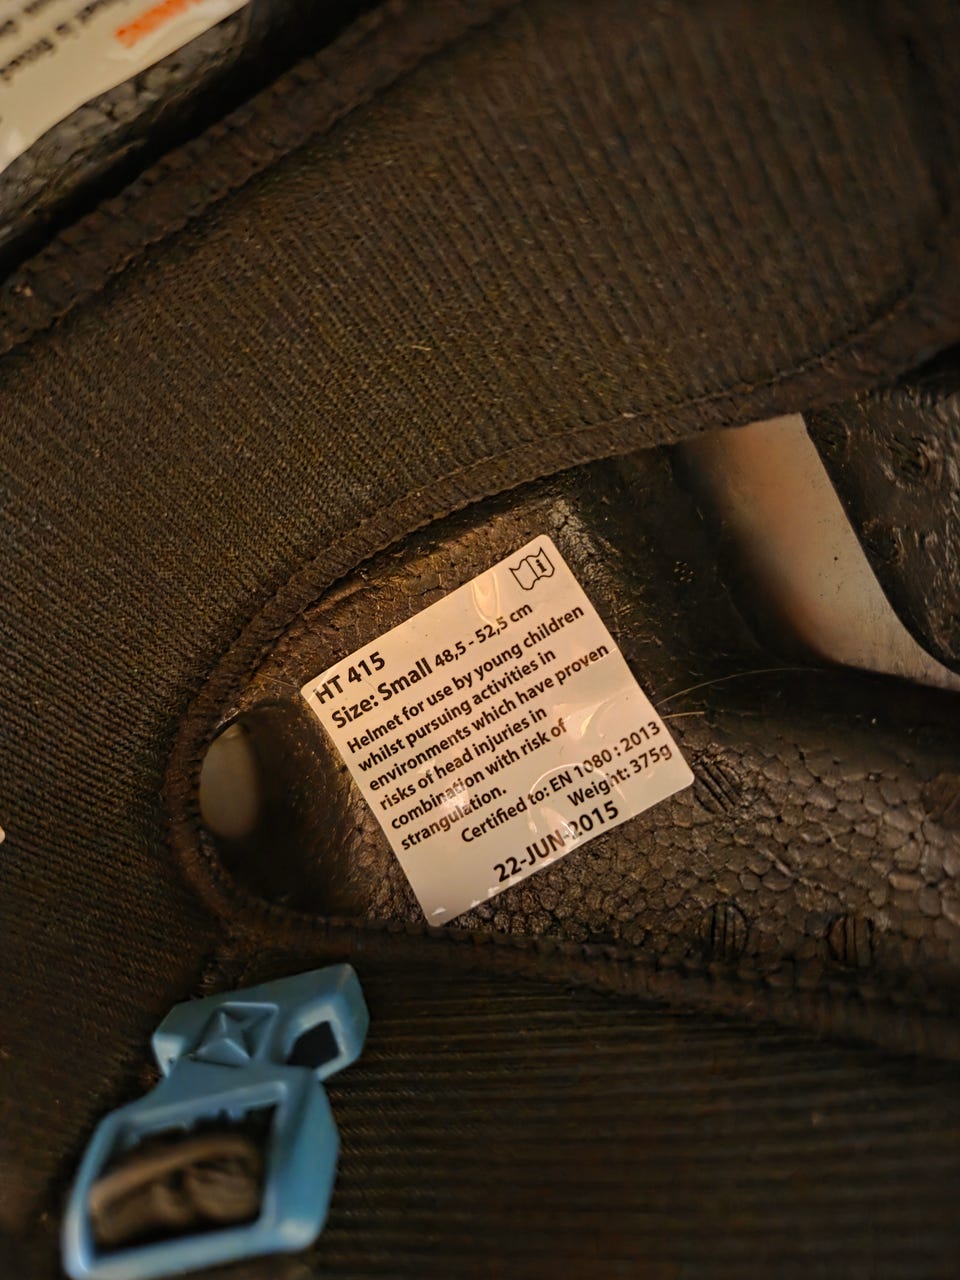 HT 415
Size: Small 48,5 - 52,5 cm
Helmet for use by young children
whilst pursuing activities in
environments which have proven
risks of head injuries in
combination with risk of
strangulation.
Certified to: EN 1080 : 2013
Weight: 375g
22-JUN-2015